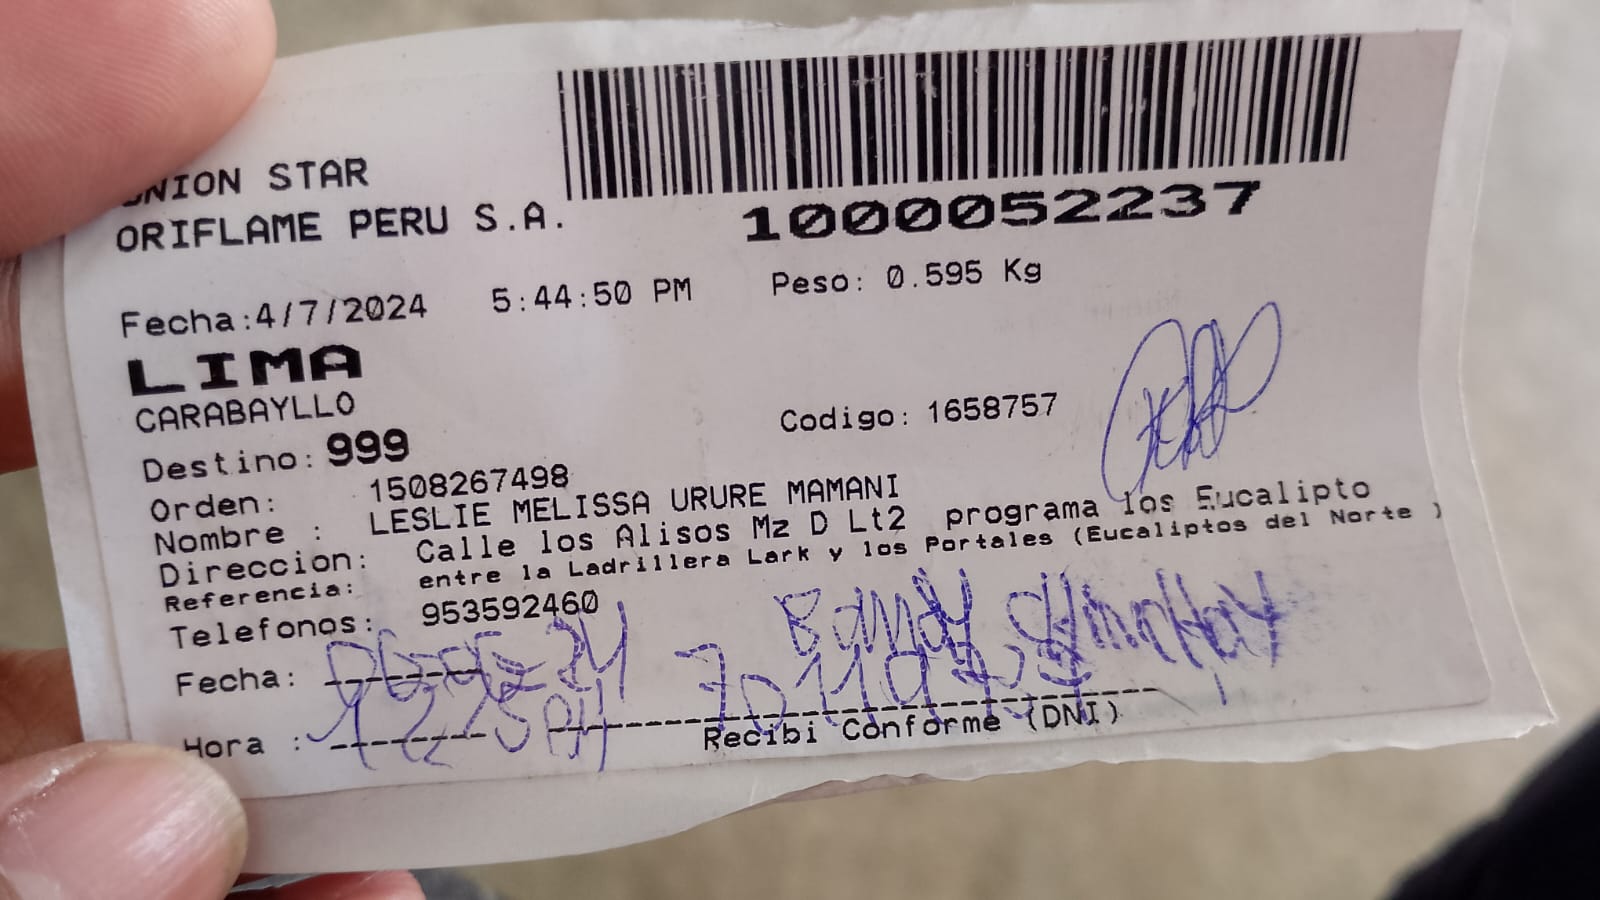 UNION STAR
ORIFLAME PERU S.A.
1000052237
Fecha:4/7/2024 5:44:50 PM Peso: 0.595 Kg
LIMA
CARABAYLLO
Codigo: 1658757
Destino: 999
Orden: 1508267498
Nombre : LESLIE MELISSA URURE MAMANI
Direccion: Calle los Alisos Mz D Lt2 programa los Eucalipto
Referencia: entre la Ladrillera Lark y los Portales (Eucaliptos del Norte )
Telefonos: 953592460
Fecha:
Hora :
Recibi Conforme (DNI)